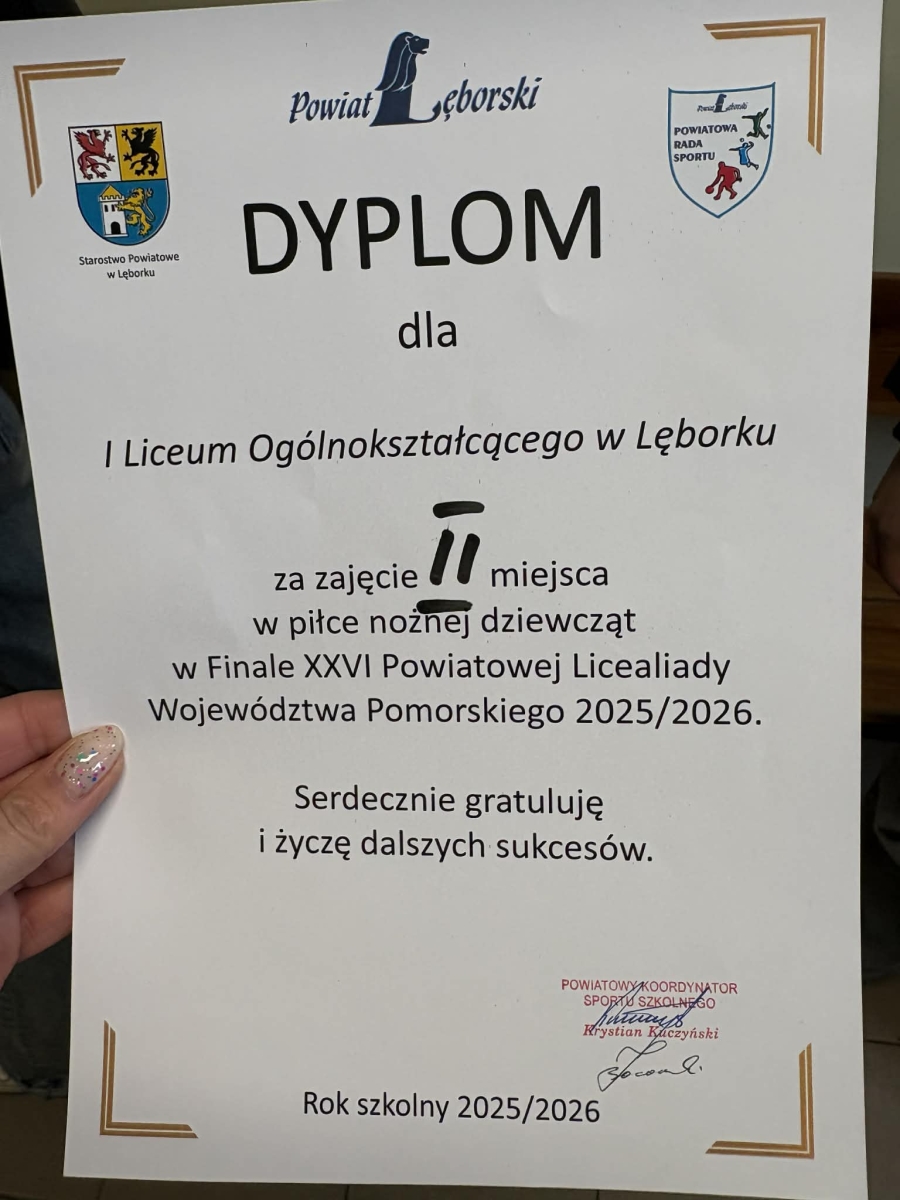 Powiat Lęborski
Powiat Lęborski
POWIATOWA
RADA
SPORTU
Starostwo Powiatowe
w Lęborku
DYPLOM
dla
I Liceum Ogólnokształcącego w Lęborku
za zajęcie II miejsca
w piłce nożnej dziewcząt
w Finale XXVI Powiatowej Licealiady
Województwa Pomorskiego 2025/2026.
Serdecznie gratuluję
i życzę dalszych sukcesów.
POWIATOWY KOORDYNATOR
SPORTU SZKOLNEGO
Krystian Kuczyński
Rok szkolny 2025/2026